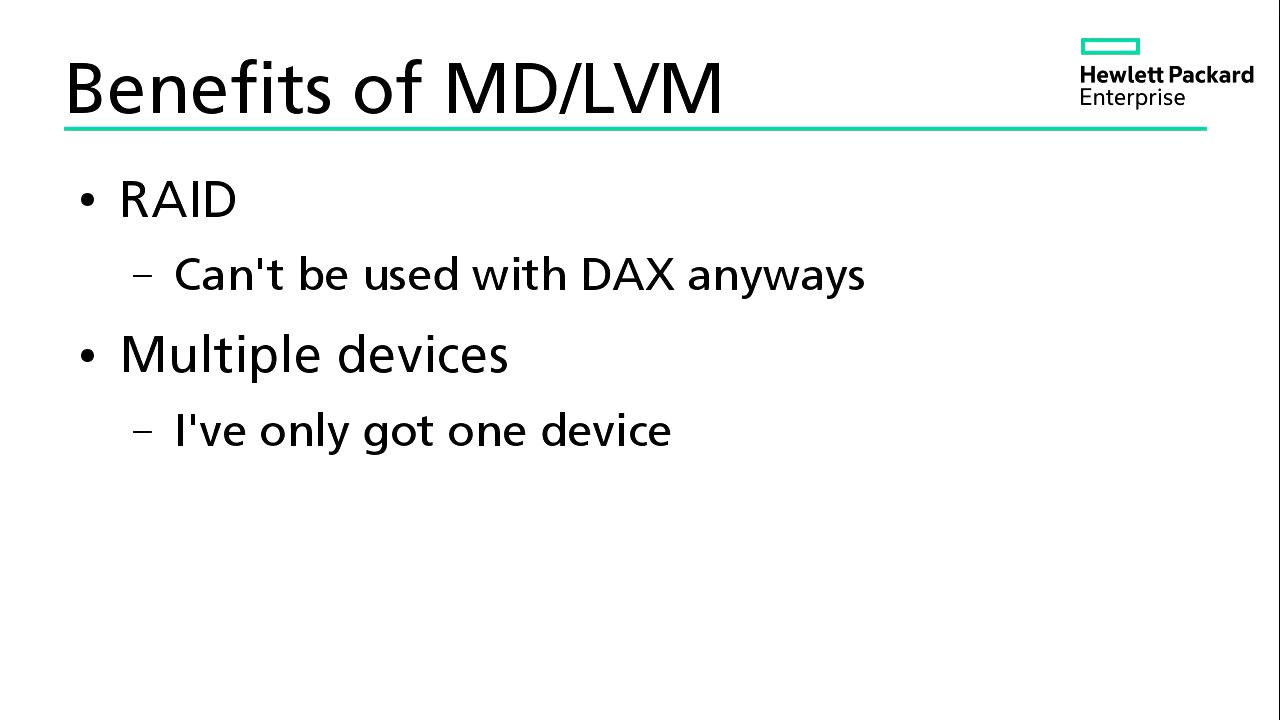 Benefits of MD/LVM
Hewlett Packard
Enterprise
• RAID
– Can't be used with DAX anyways
• Multiple devices
– I've only got one device